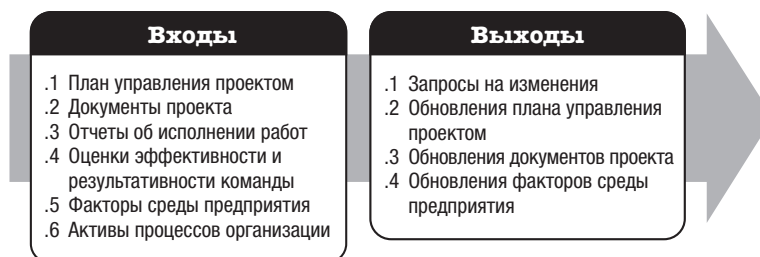 Входы
.1 План управления проектом
.2 Документы проекта
.3 Отчеты об исполнении работ
.4 Оценки эффективности и
результативности команды
.5 Факторы среды предприятия
.6 Активы процессов организации
Выходы
.1 Запросы на изменения
.2 Обновления плана управления
проектом
.3 Обновления документов проекта
.4 Обновления факторов среды
предприятия